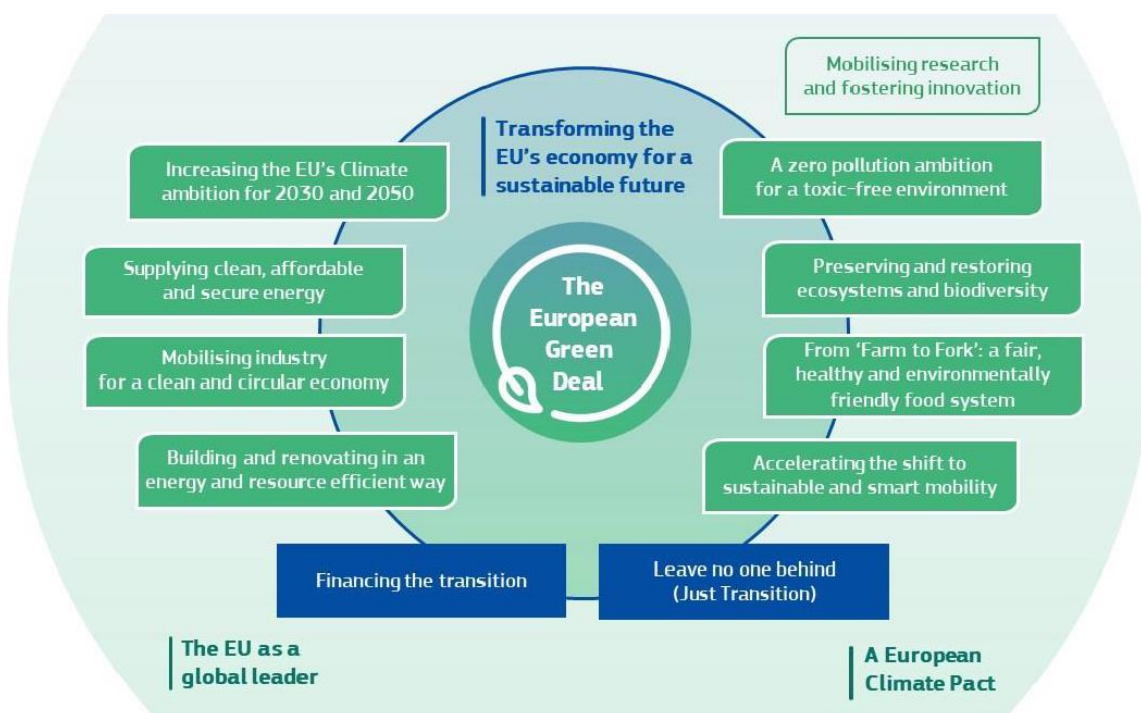 Mobilising research
and fostering innovation
Transforming the
EU's economy for a
sustainable future
Increasing the EU's Climate
ambition for 2030 and 2050
A zero pollution ambition
for a toxic-free environment
Supplying clean, affordable
and secure energy
The
European
Green
Deal
Preserving and restoring
ecosystems and biodiversity
Mobilising industry
for a clean and circular economy
From ‘Farm to Fork’: a fair,
healthy and environmentally
friendly food system
Building and renovating in an
energy and resource efficient way
Accelerating the shift to
sustainable and smart mobility
Financing the transition
Leave no one behind
(Just Transition)
The EU as a
global leader
A European
Climate Pact